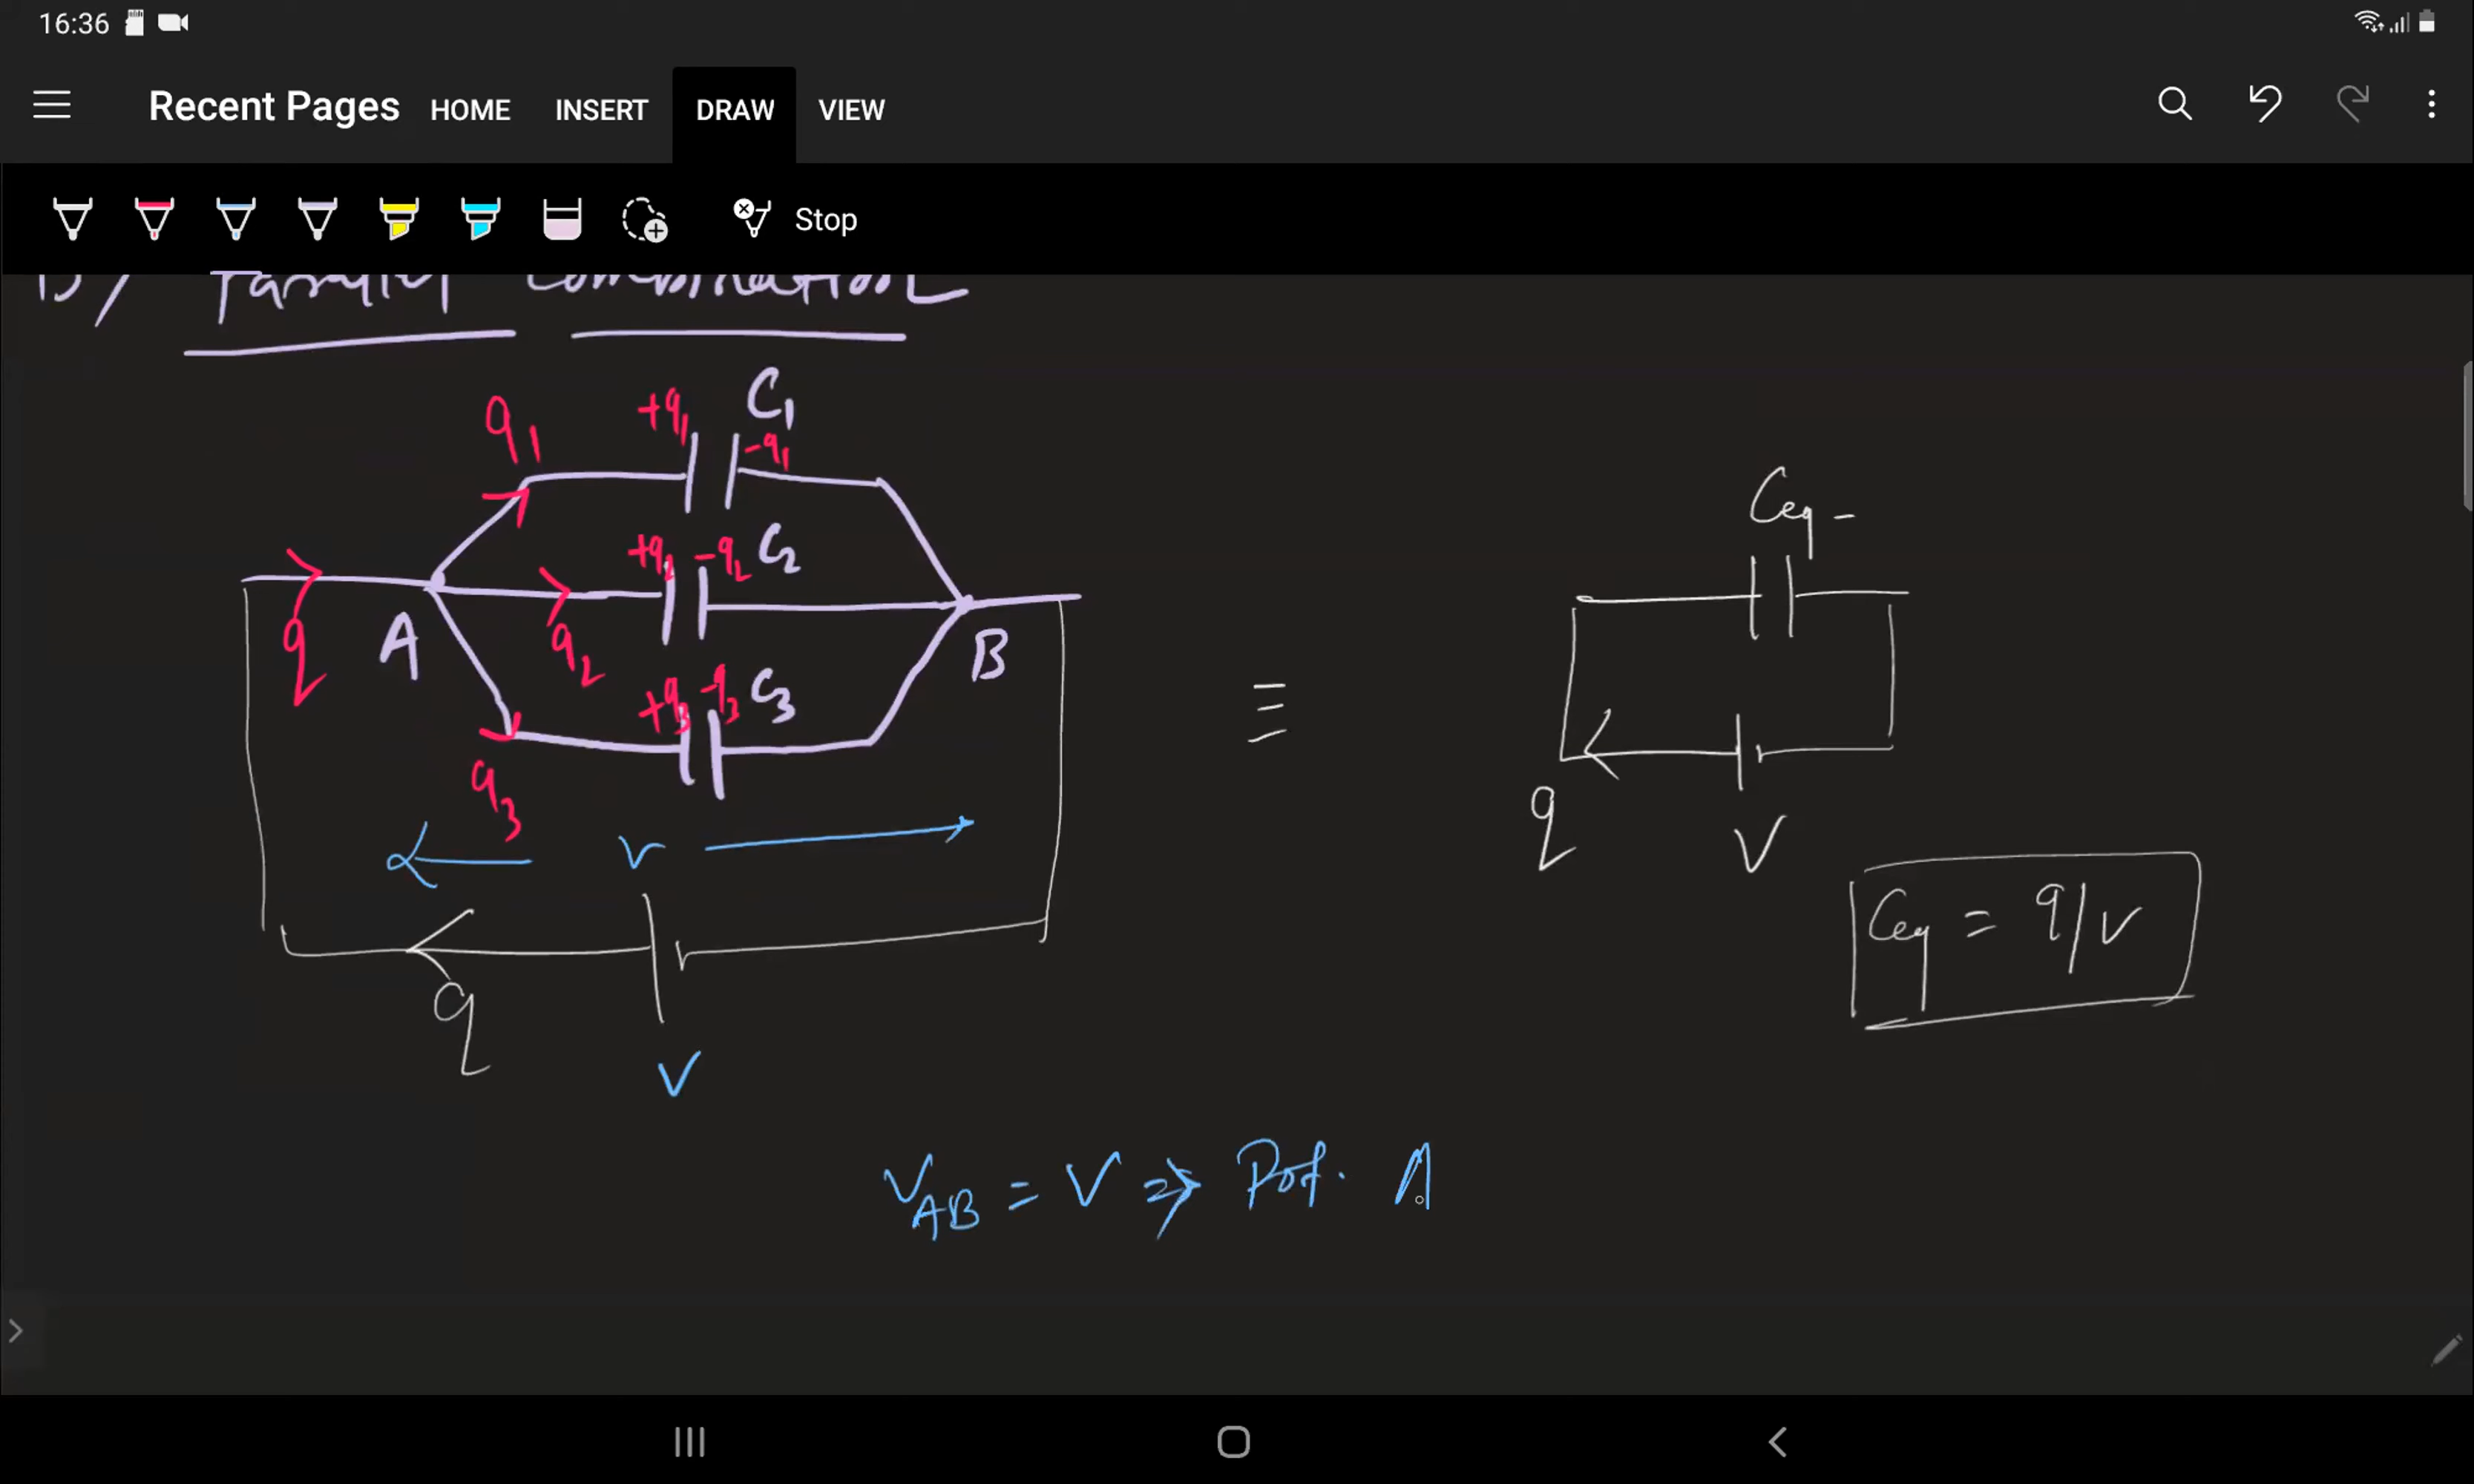 16:36
Recent Pages HOME INSERT DRAW VIEW
Stop
B) Parallel Combination
q1 +q1 C1
-q1
Ceq -
+q2 -q2 C2
q A q2 B
+q3 -q3 C3
≡
q3
V
q V
Ceq = q/V
q
V
VAB = V ⇒ Pot. A